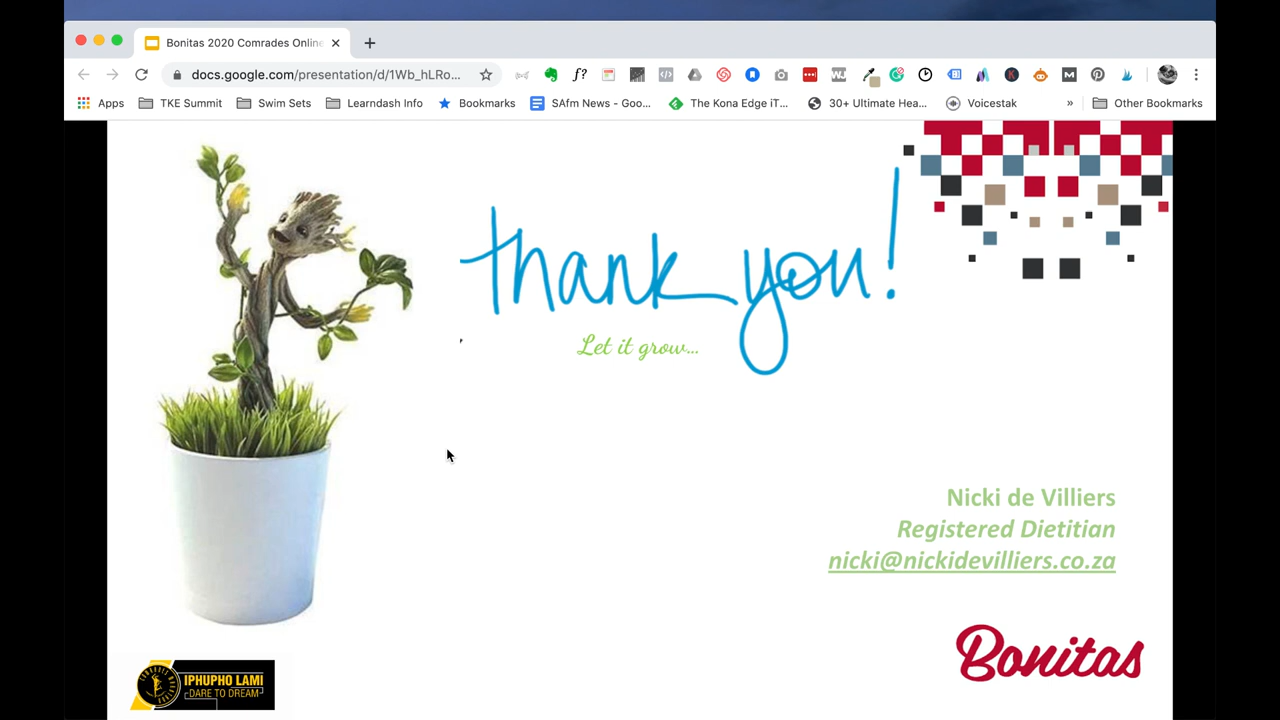 Bonitas 2020 Comrades Online
docs.google.com/presentation/d/1Wb_hLRo...
Apps TKE Summit Swim Sets Learndash Info Bookmarks SAfm News - Goo... The Kona Edge iT... 30+ Ultimate Hea... Voicestak » Other Bookmarks
thank you!
Let it grow...
Nicki de Villiers
Registered Dietitian
nicki@nickidevilliers.co.za
Bonitas
IPHUPHO LAMI
DARE TO DREAM